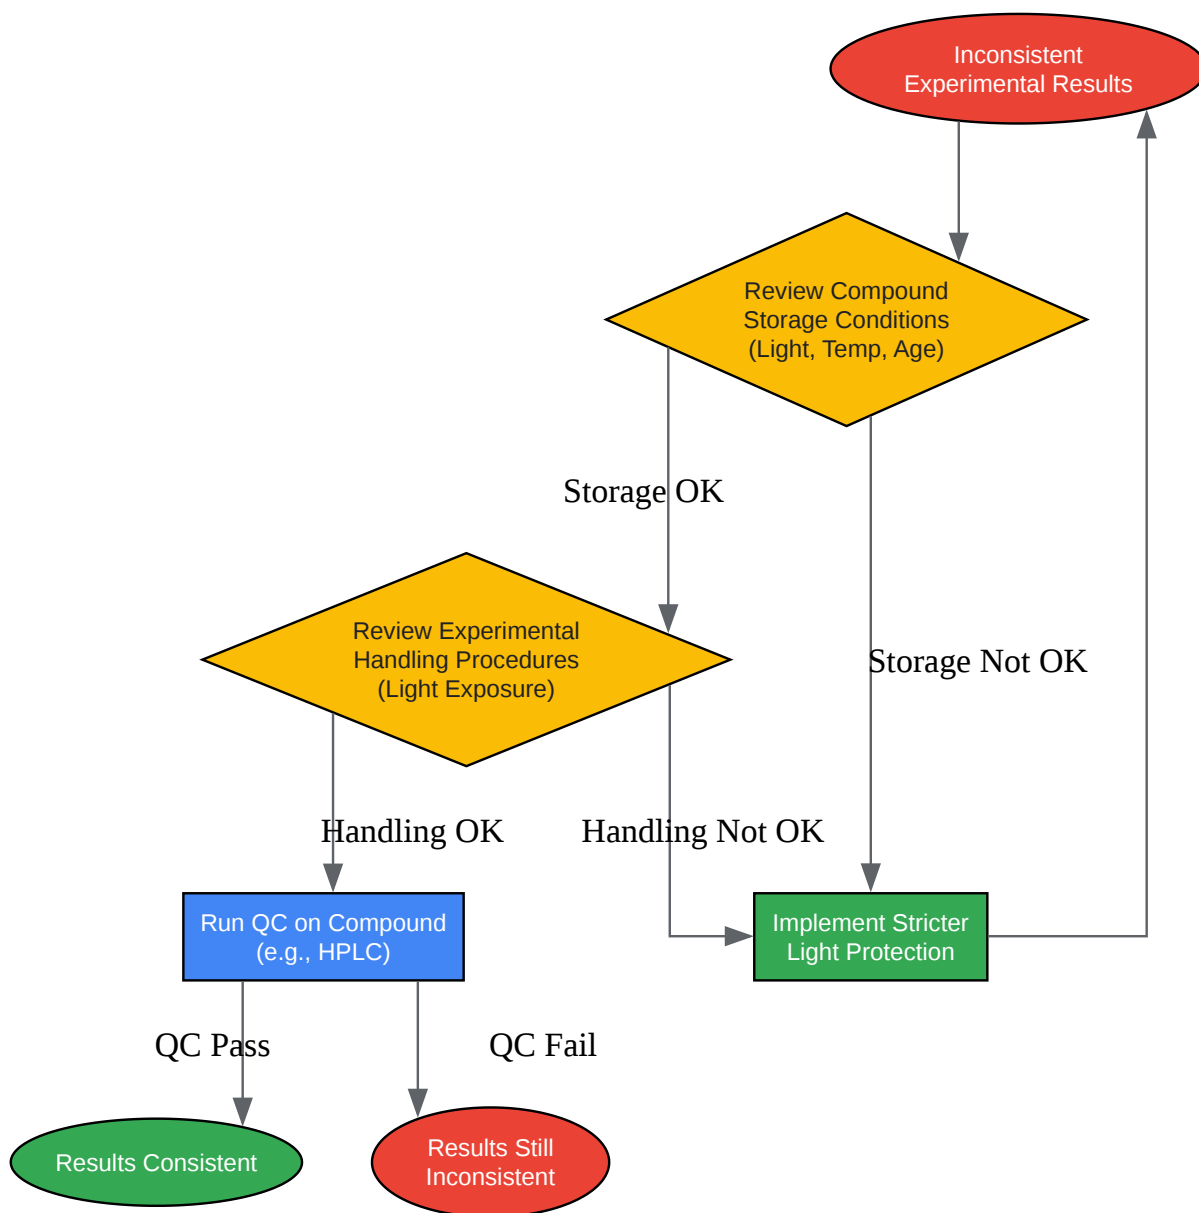 Inconsistent
Experimental Results
Review Compound
Storage Conditions
(Light, Temp, Age)
Storage OK
Review Experimental
Handling Procedures
(Light Exposure)
Storage Not OK
Handling OK
Handling Not OK
Run QC on Compound
(e.g., HPLC)
Implement Stricter
Light Protection
QC Pass
QC Fail
Results Consistent
Results Still
Inconsistent